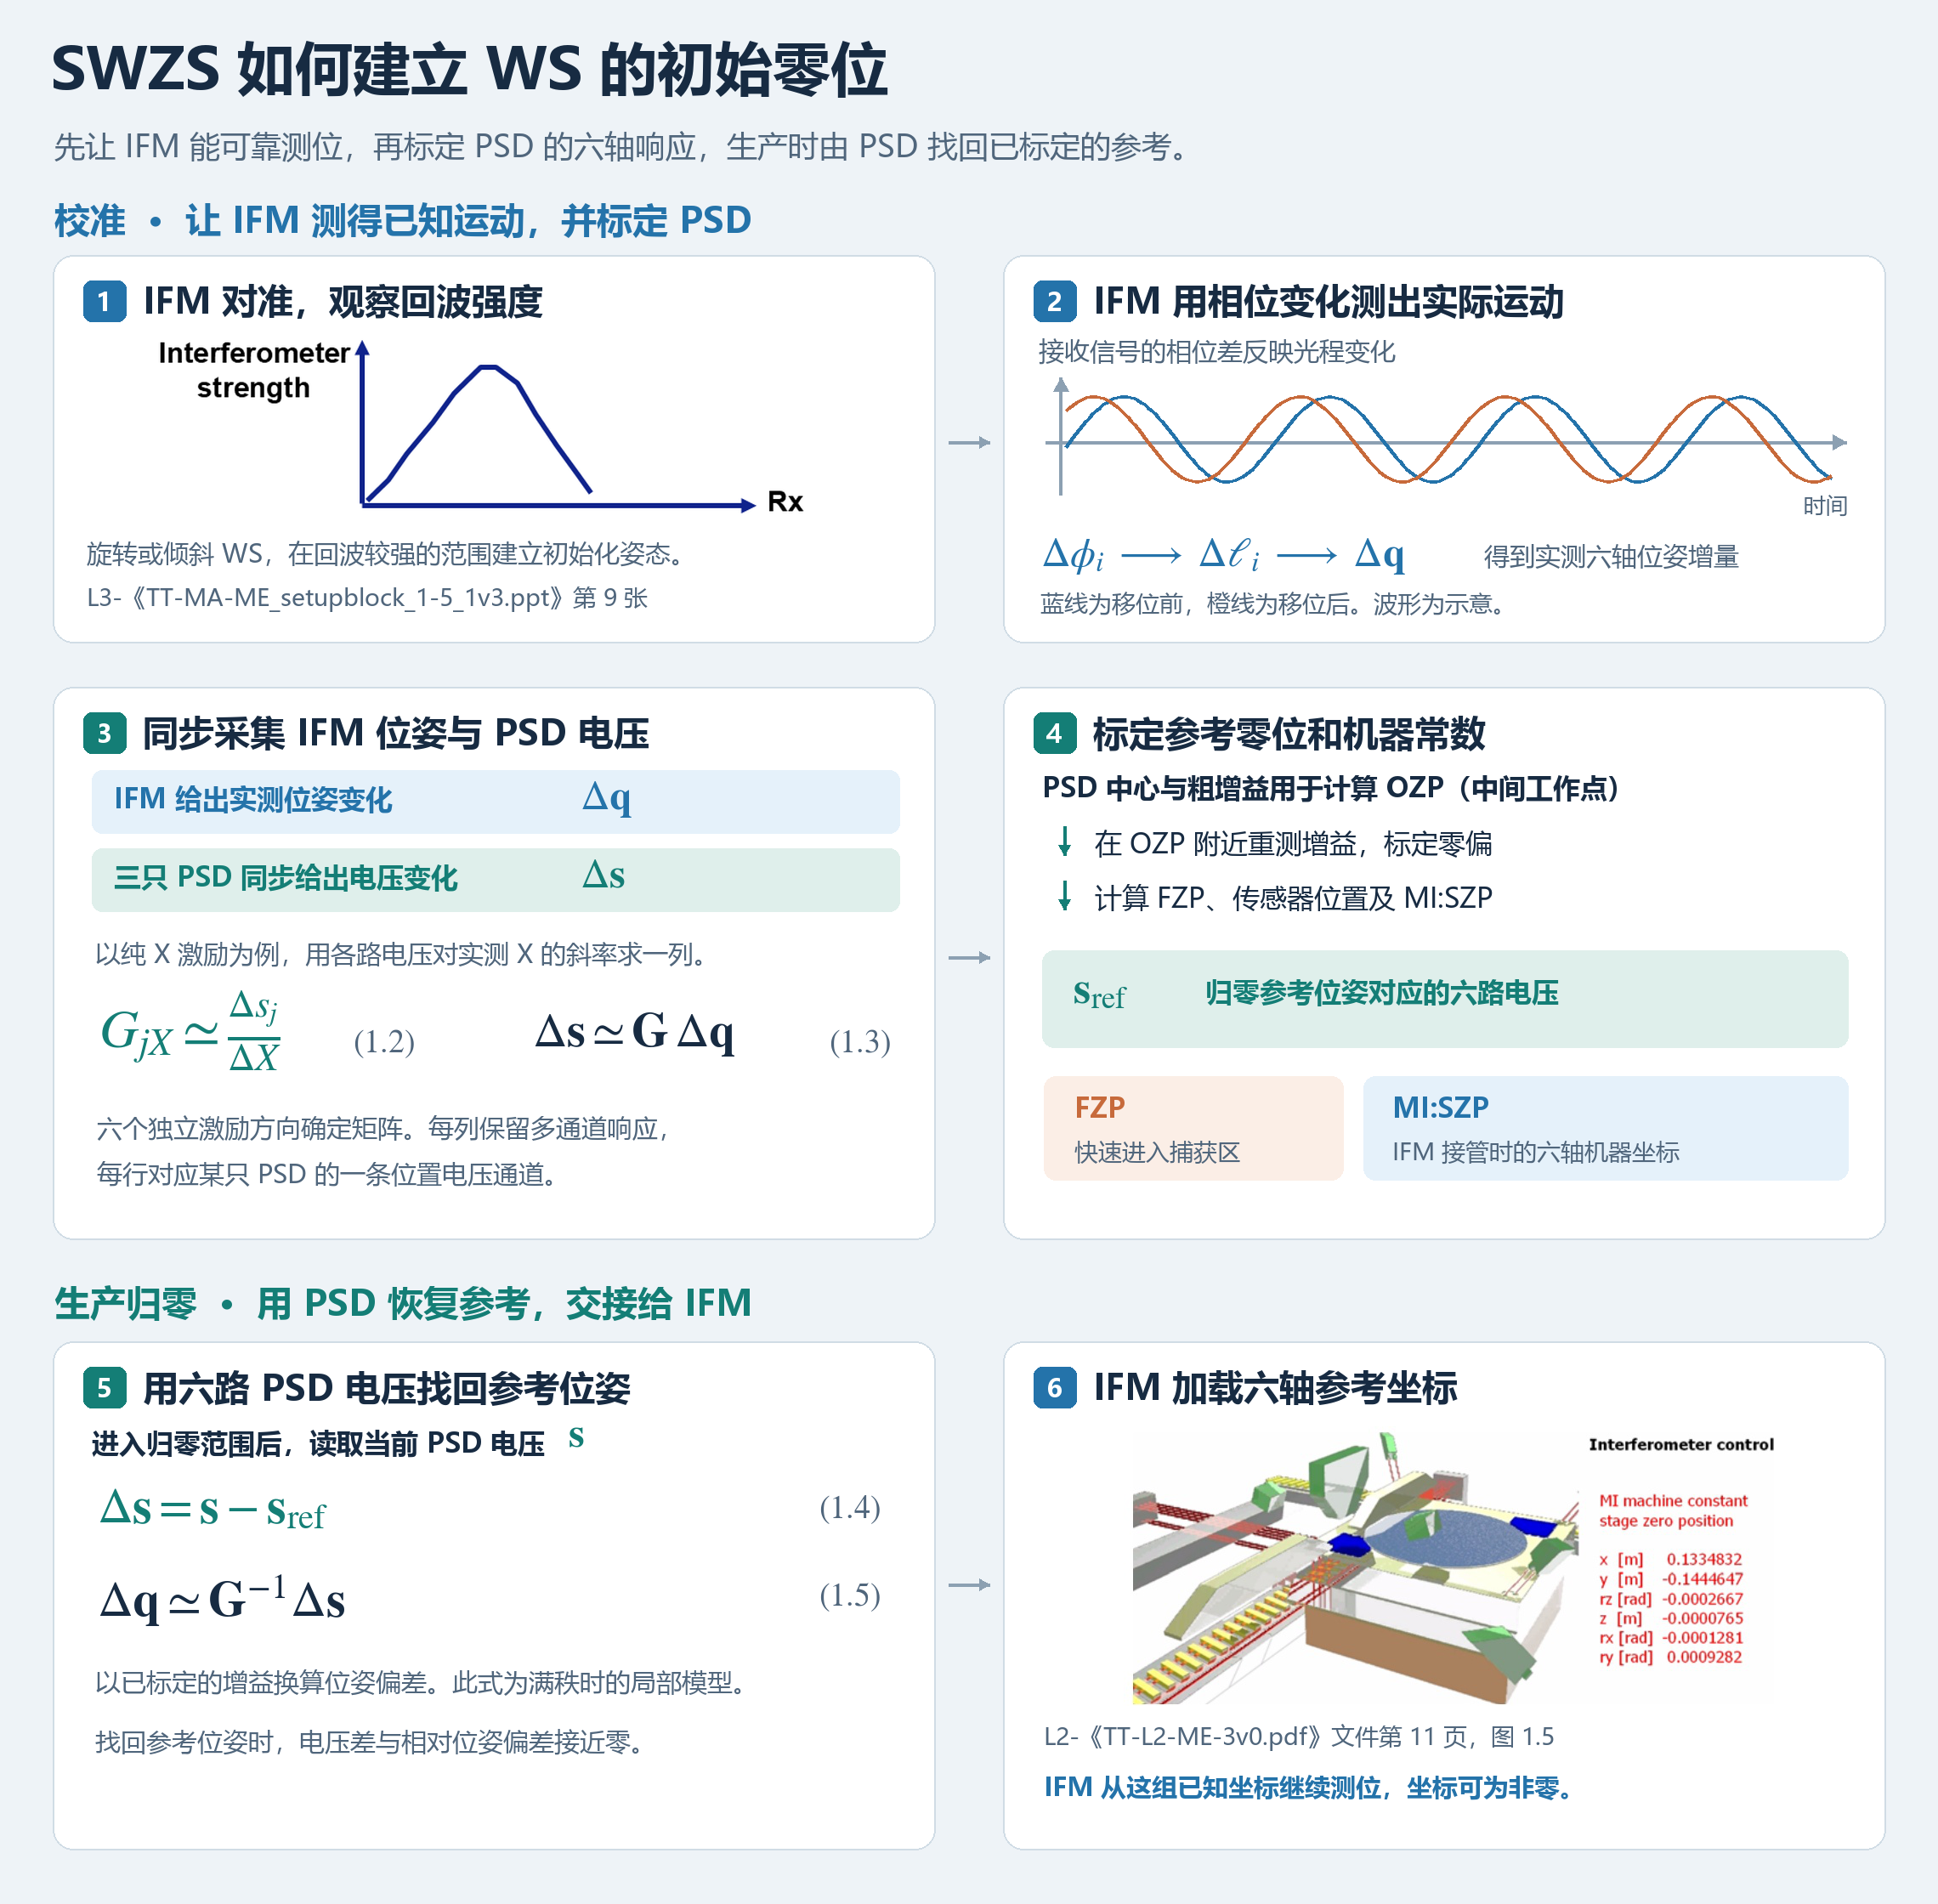 SWZS 如何建立 WS 的初始零位
先让 IFM 能可靠测位，再标定 PSD 的六轴响应，生产时由 PSD 找回已标定的参考。
校准 • 让 IFM 测得已知运动，并标定 PSD
1 IFM 对准，观察回波强度
Interferometer
strength
Rx
旋转或倾斜 WS，在回波较强的范围建立初始化姿态。
L3-《TT-MA-ME_setupblock_1-5_1v3.ppt》第 9 张
2 IFM 用相位变化测出实际运动
接收信号的相位差反映光程变化
时间
Δϕᵢ ⟶ Δℓᵢ ⟶ Δq 得到实测六轴位姿增量
蓝线为移位前，橙线为移位后。波形为示意。
3 同步采集 IFM 位姿与 PSD 电压
IFM 给出实测位姿变化 Δq
三只 PSD 同步给出电压变化 Δs
以纯 X 激励为例，用各路电压对实测 X 的斜率求一列。
G_{jX} ≃ Δs_j / ΔX (1.2) Δs ≃ G Δq (1.3)
六个独立激励方向确定矩阵。每列保留多通道响应，
每行对应某只 PSD 的一条位置电压通道。
4 标定参考零位和机器常数
PSD 中心与粗增益用于计算 OZP（中间工作点）
↓ 在 OZP 附近重测增益，标定零偏
↓ 计算 FZP、传感器位置及 MI:SZP
s_ref 归零参考位姿对应的六路电压
FZP
快速进入捕获区
MI:SZP
IFM 接管时的六轴机器坐标
生产归零 • 用 PSD 恢复参考，交接给 IFM
5 用六路 PSD 电压找回参考位姿
进入归零范围后，读取当前 PSD 电压 s
Δs = s − s_ref (1.4)
Δq ≃ G⁻¹Δs (1.5)
以已标定的增益换算位姿偏差。此式为满秩时的局部模型。
找回参考位姿时，电压差与相对位姿偏差接近零。
6 IFM 加载六轴参考坐标
Interferometer control
MI machine constant
stage zero position
x [m] 0.1334832
y [m] -0.1444647
rz [rad] -0.0002667
z [m] -0.0000765
rx [rad] -0.0001281
ry [rad] 0.0009282
L2-《TT-L2-ME-3v0.pdf》文件第 11 页，图 1.5
IFM 从这组已知坐标继续测位，坐标可为非零。